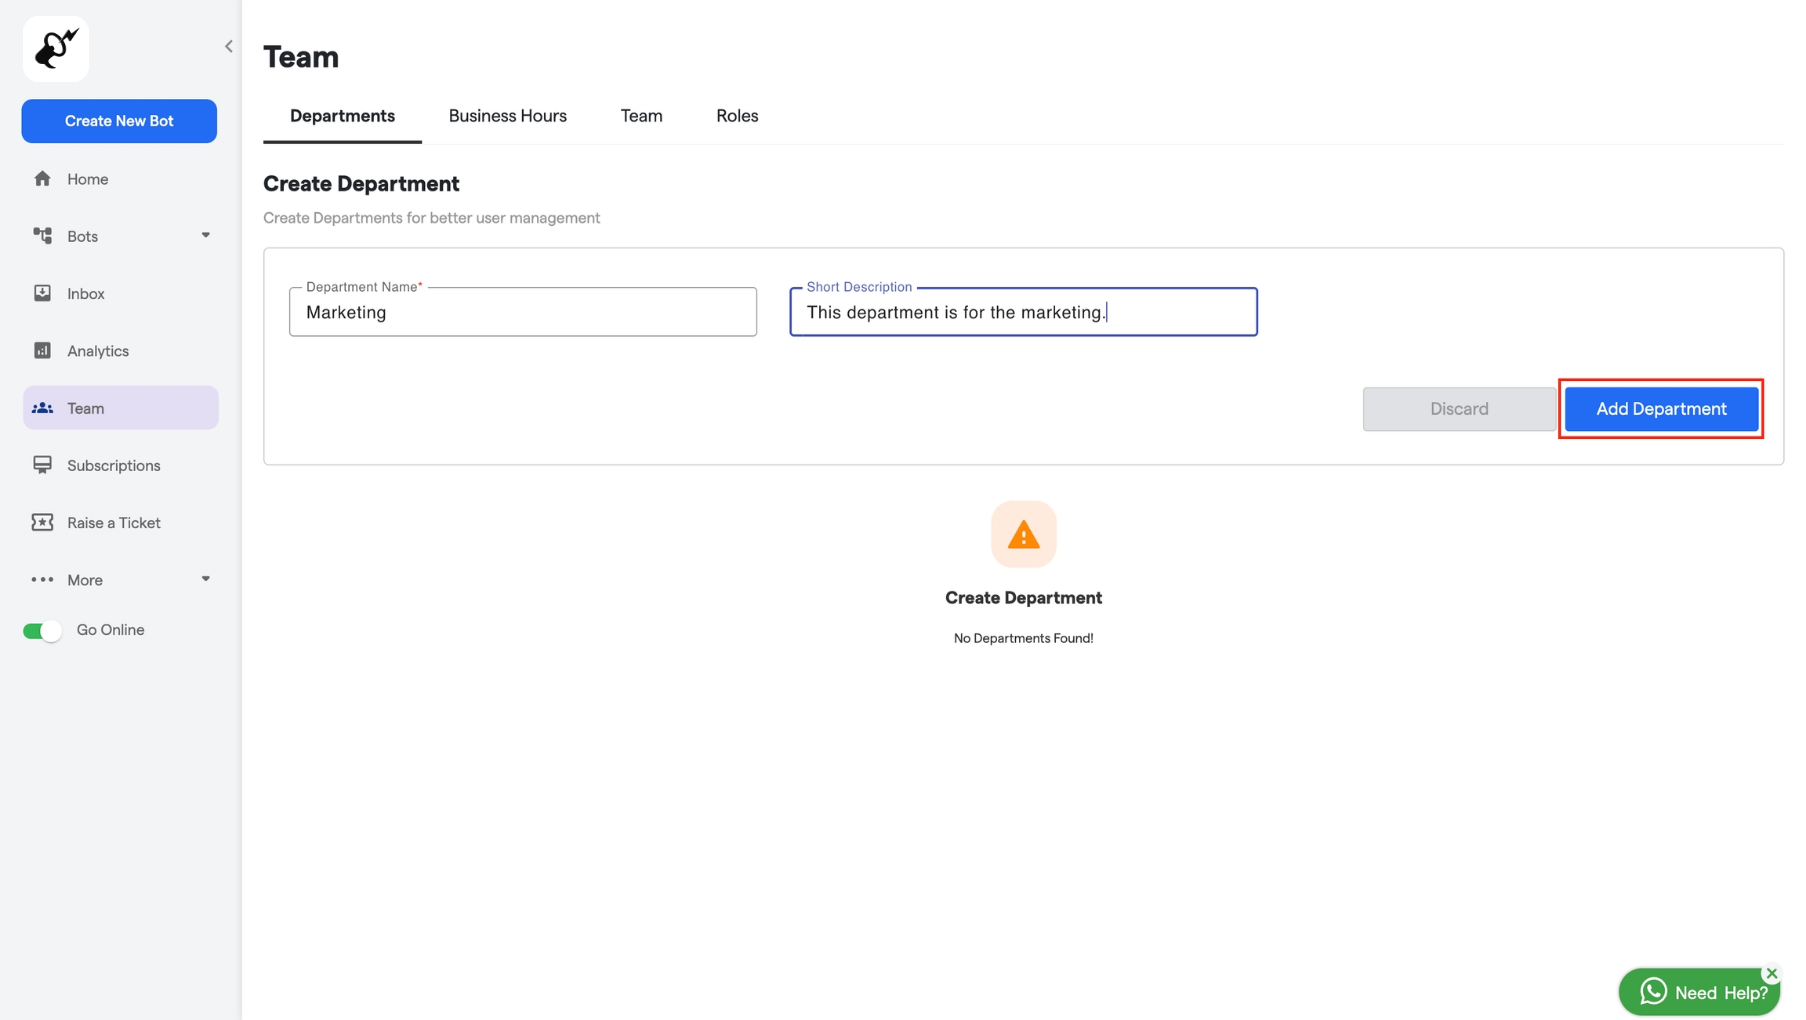 Create New Bot
Home
Bots
Inbox
Analytics
Team
Subscriptions
Raise a Ticket
More
Go Online
Team
Departments
Business Hours
Team
Roles
Create Department
Create Departments for better user management
Department Name*
Marketing
Short Description
This department is for the marketing.
Discard
Add Department
Create Department
No Departments Found!
Need Help?